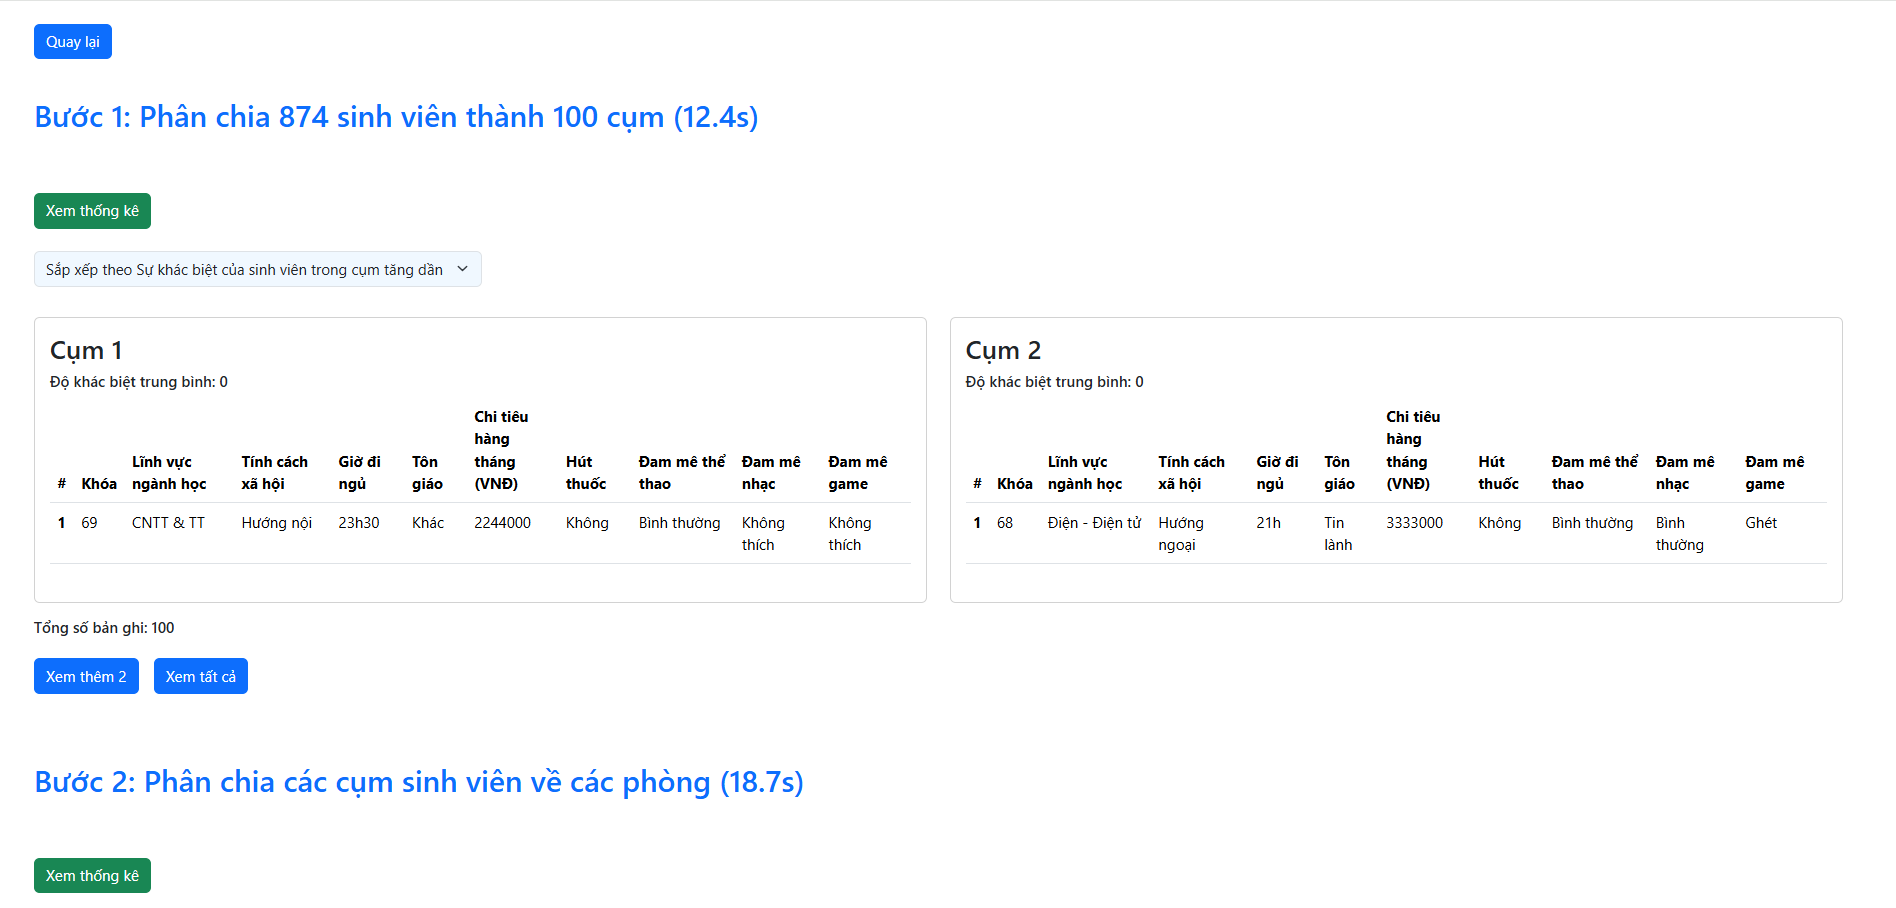 Quay lại
Bước 1: Phân chia 874 sinh viên thành 100 cụm (12.4s)
Xem thống kê
Sắp xếp theo Sự khác biệt của sinh viên trong cụm tăng dần
Cụm 1
Độ khác biệt trung bình: 0
# Khóa Lĩnh vực ngành học Tính cách xã hội Giờ đi ngủ Tôn giáo Chi tiêu hàng tháng (VNĐ) Hút thuốc Đam mê thể thao Đam mê nhạc Đam mê game
1 69 CNTT & TT Hướng nội 23h30 Khác 2244000 Không Bình thường Không thích Không thích
Cụm 2
Độ khác biệt trung bình: 0
# Khóa Lĩnh vực ngành học Tính cách xã hội Giờ đi ngủ Tôn giáo Chi tiêu hàng tháng (VNĐ) Hút thuốc Đam mê thể thao Đam mê nhạc Đam mê game
1 68 Điện - Điện tử Hướng ngoại 21h Tin lành 3333000 Không Bình thường Bình thường Ghét
Tổng số bản ghi: 100
Xem thêm 2 Xem tất cả
Bước 2: Phân chia các cụm sinh viên về các phòng (18.7s)
Xem thống kê